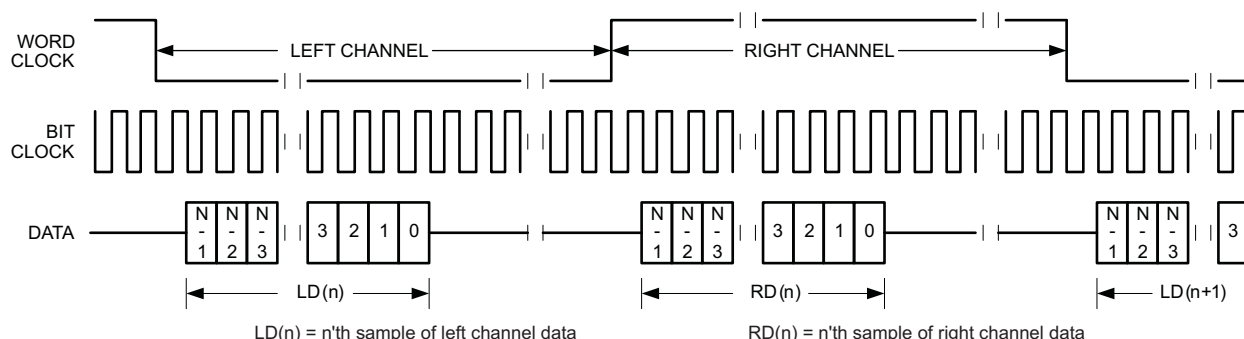 WORD
CLOCK
LEFT CHANNEL
RIGHT CHANNEL
BIT
CLOCK
DATA
N
-
1
N
-
2
N
-
3
3 2 1 0
N
-
1
N
-
2
N
-
3
3 2 1 0
N
-
1
N
-
2
N
-
3
3
LD(n)
RD(n)
LD(n+1)
LD(n) = n'th sample of left channel data
RD(n) = n'th sample of right channel data